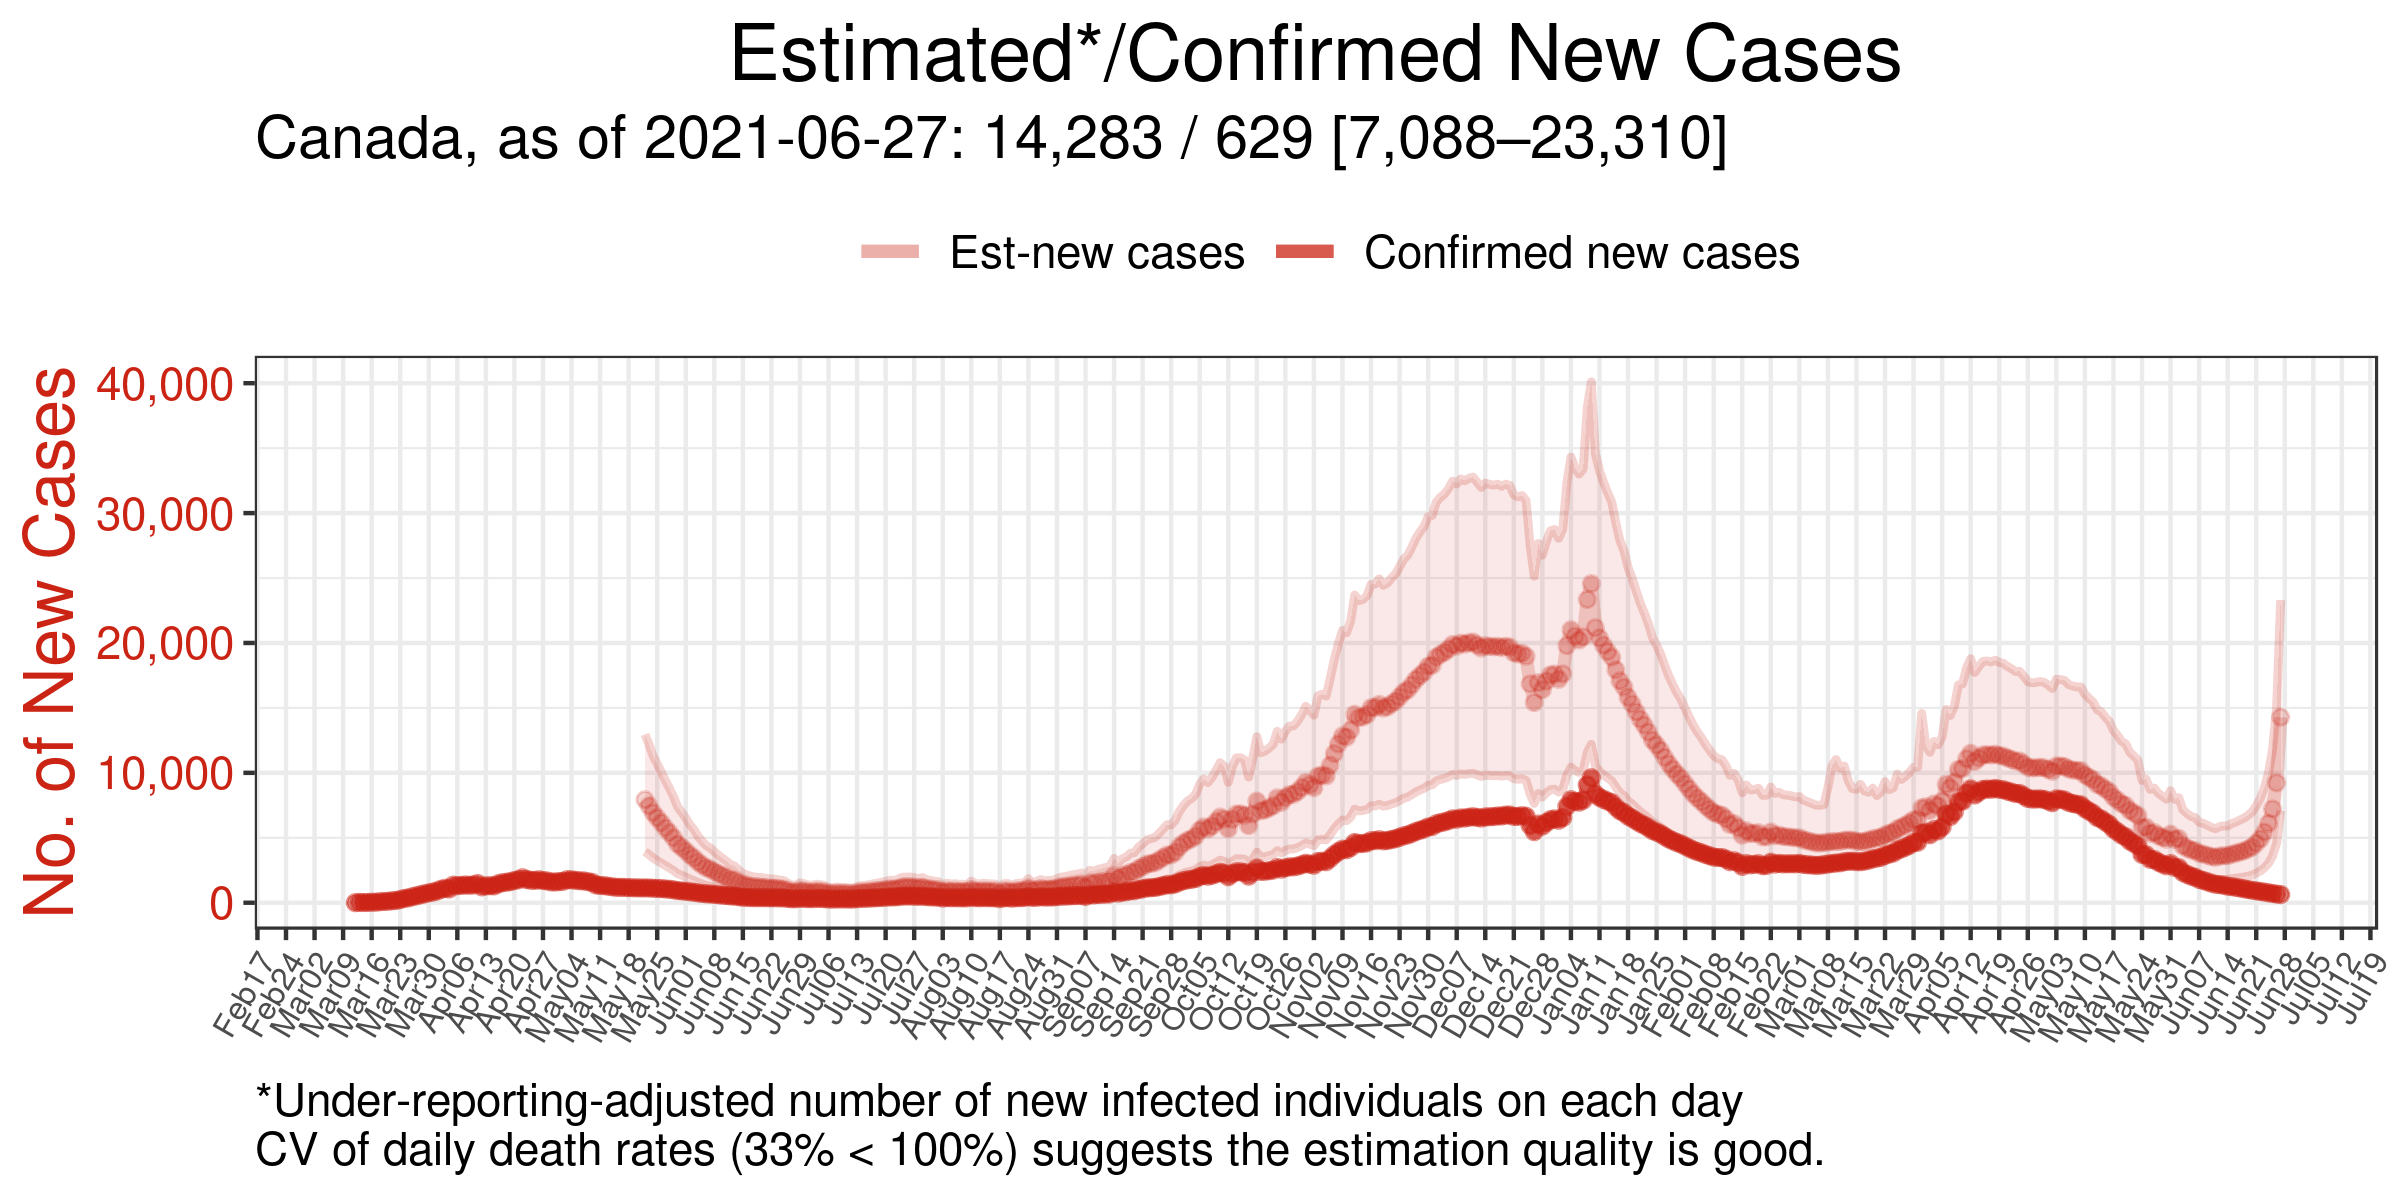 Estimated*/Confirmed New Cases
Canada, as of 2021-06-27: 14,283 / 629 [7,088–23,310]
Est-new cases Confirmed new cases
No. of New Cases
40,000
30,000
20,000
10,000
0
Feb17 Feb24 Mar02 Mar09 Mar16 Mar23 Mar30 Apr06 Apr13 Apr20 Apr27 May04 May11 May18 May25 Jun01 Jun08 Jun15 Jun22 Jun29 Jul06 Jul13 Jul20 Jul27 Aug03 Aug10 Aug17 Aug24 Aug31 Sep07 Sep14 Sep21 Sep28 Oct05 Oct12 Oct19 Oct26 Nov02 Nov09 Nov16 Nov23 Nov30 Dec07 Dec14 Dec21 Dec28 Jan04 Jan11 Jan18 Jan25 Feb01 Feb08 Feb15 Feb22 Mar01 Mar08 Mar15 Mar22 Mar29 Apr05 Apr12 Apr19 Apr26 May03 May10 May17 May24 May31 Jun07 Jun14 Jun21 Jun28 Jul05 Jul12 Jul19
*Under-reporting-adjusted number of new infected individuals on each day
CV of daily death rates (33% < 100%) suggests the estimation quality is good.